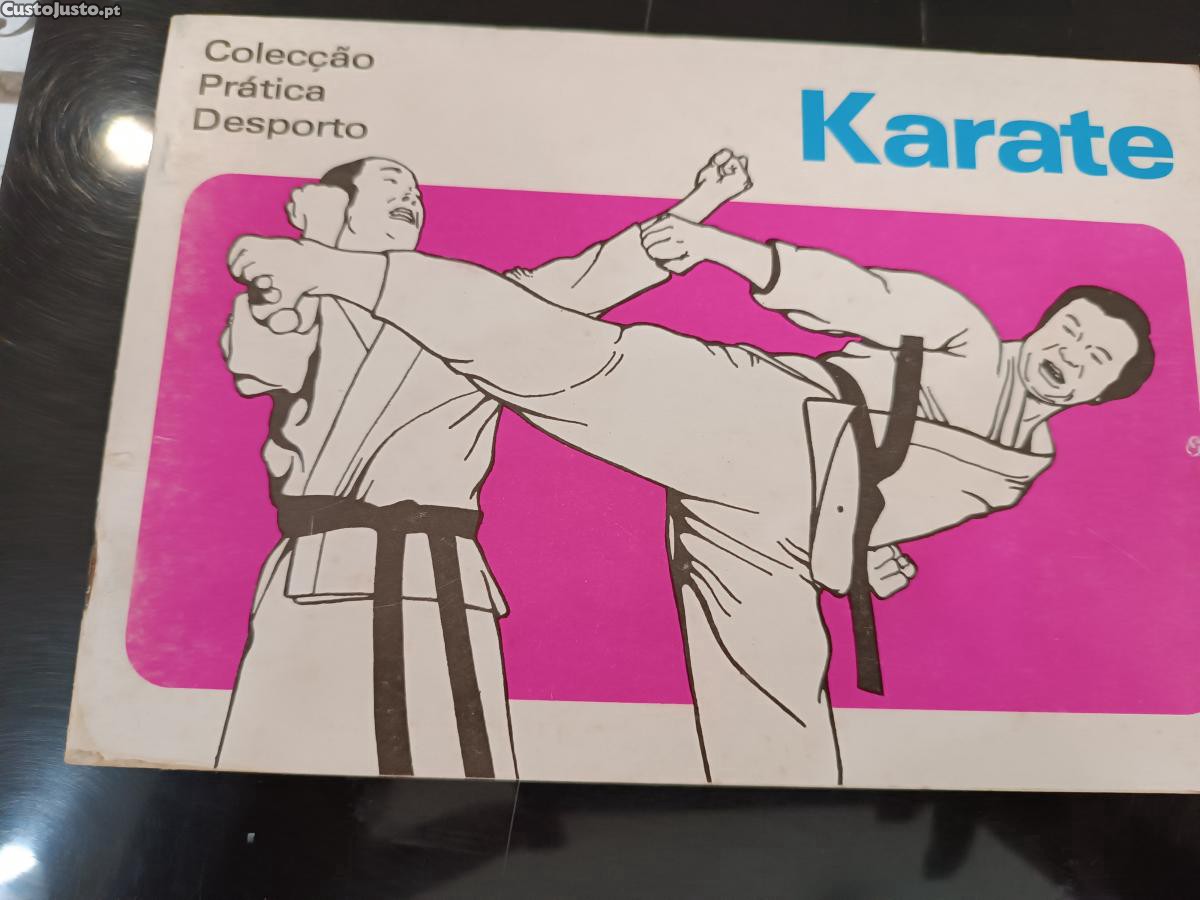 CustoJusto.pt
Colecção
Prática
Desporto
Karate